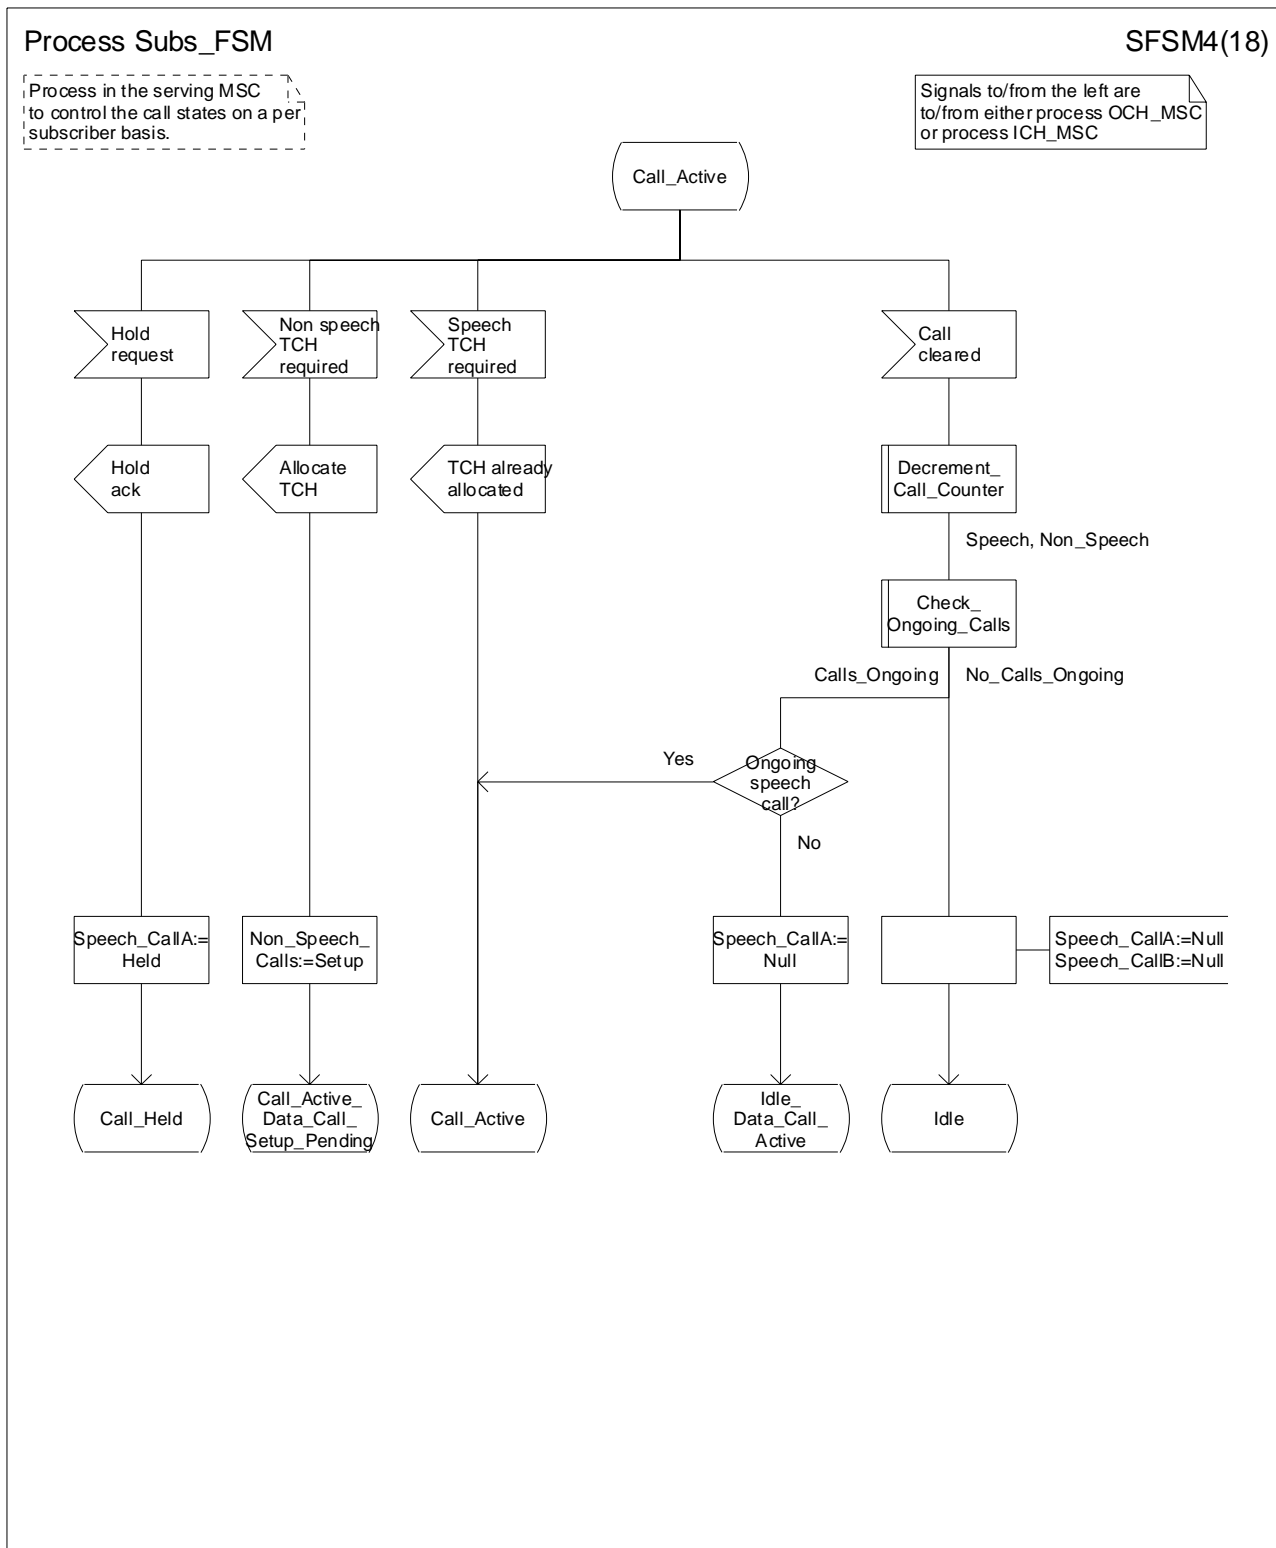 Process Subs_FSM
SFSM4(18)
Process in the serving MSC
to control the call states on a per
subscriber basis.
Signals to/from the left are
to/from either process OCH_MSC
or process ICH_MSC
Call_Active
Hold
request
Non speech
TCH
required
Speech
TCH
required
Call
cleared
Hold
ack
Allocate
TCH
TCH already
allocated
Decrement_
Call_Counter
Speech, Non_Speech
Check_
Ongoing_Calls
Calls_Ongoing
No_Calls_Ongoing
Yes
Ongoing
speech
call?
No
Speech_CallA:=
Held
Non_Speech_
Calls:=Setup
Speech_CallA:=
Null
Speech_CallA:=Null
Speech_CallB:=Null
Call_Held
Call_Active_
Data_Call_
Setup_Pending
Call_Active
Idle_
Data_Call_
Active
Idle